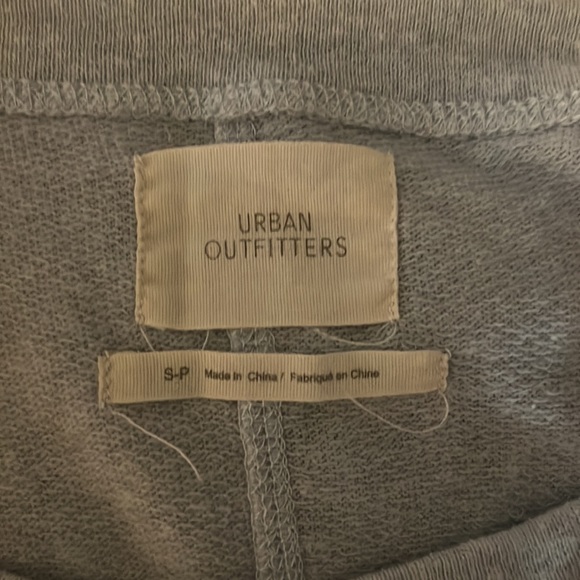 URBAN
OUTFITTERS
S-P Made in China / Fabriqué en Chine